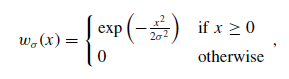 w_σ(x) = { exp(−x²/2σ²) if x ≥ 0
0 otherwise ,